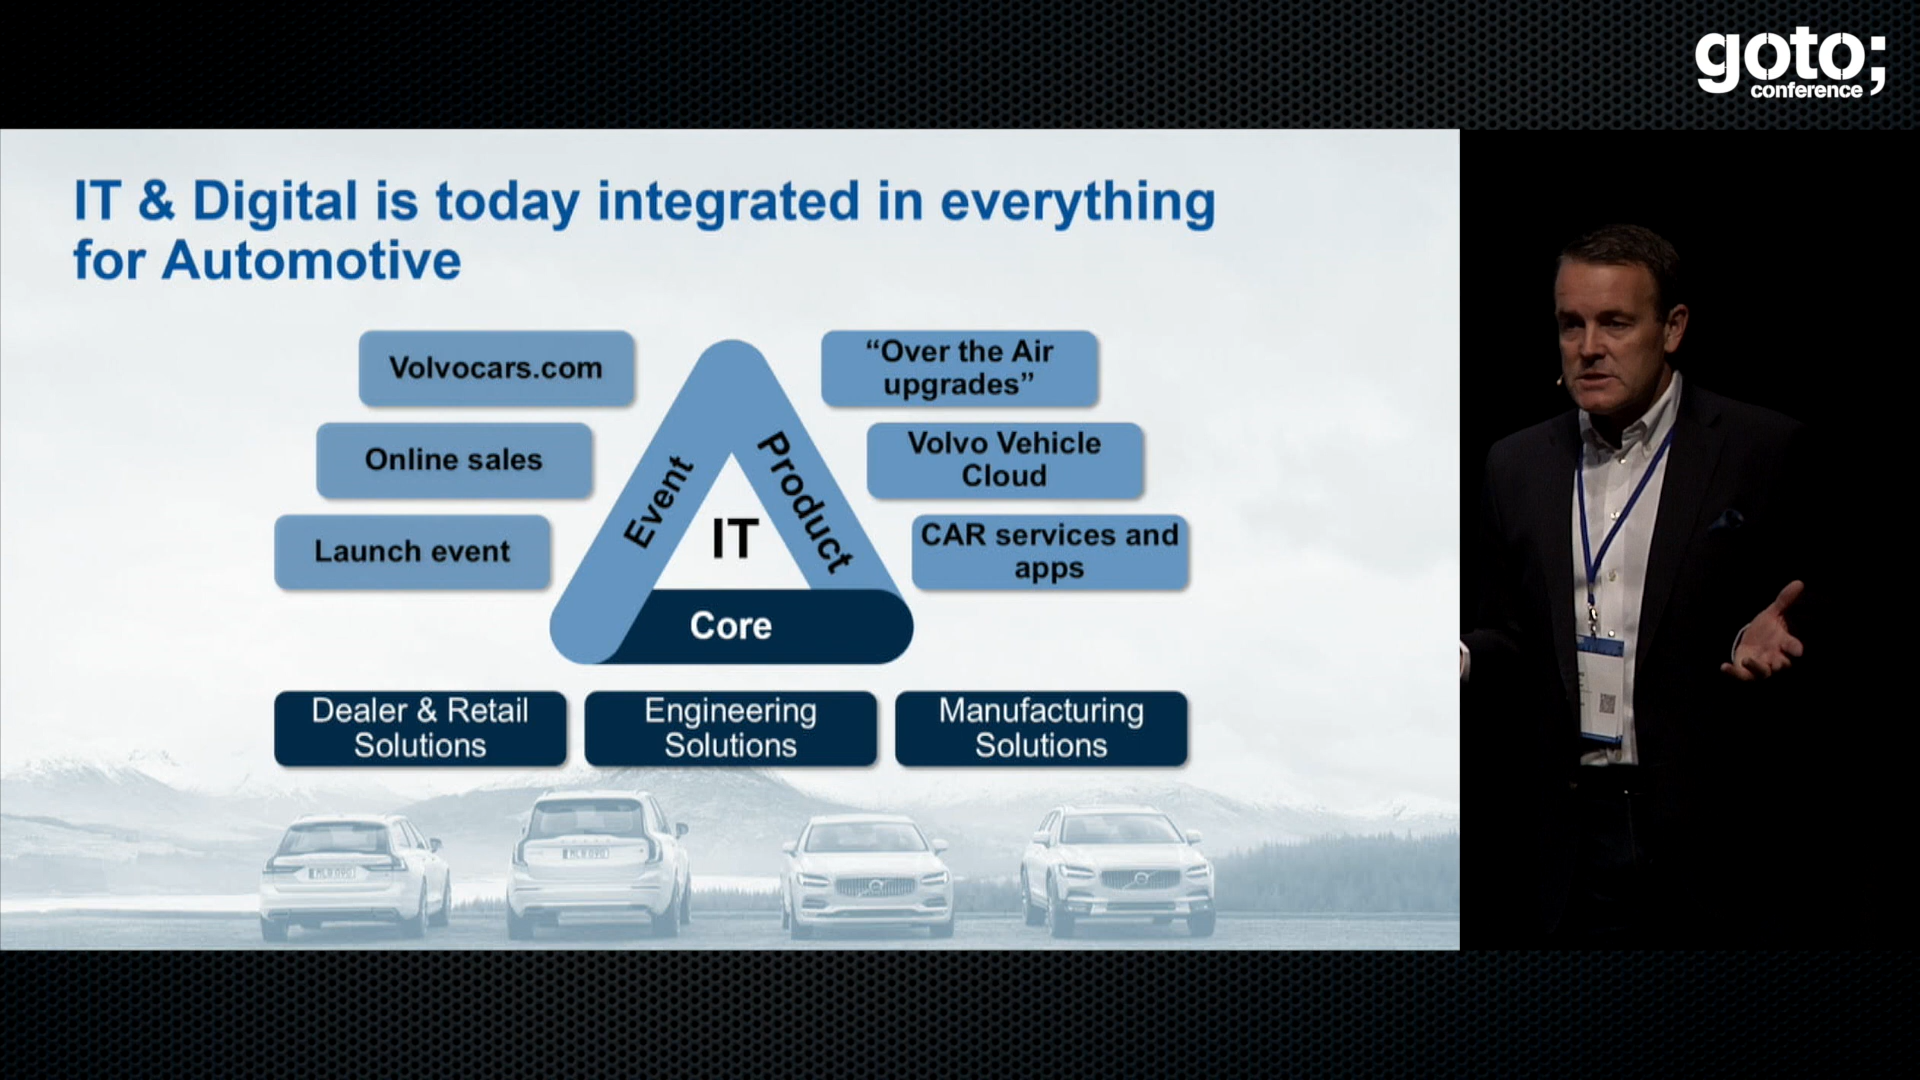 goto;
conference
IT & Digital is today integrated in everything
for Automotive
Volvocars.com
Online sales
Launch event
“Over the Air
upgrades”
Volvo Vehicle
Cloud
CAR services and
apps
Event
Product
IT
Core
Dealer & Retail
Solutions
Engineering
Solutions
Manufacturing
Solutions